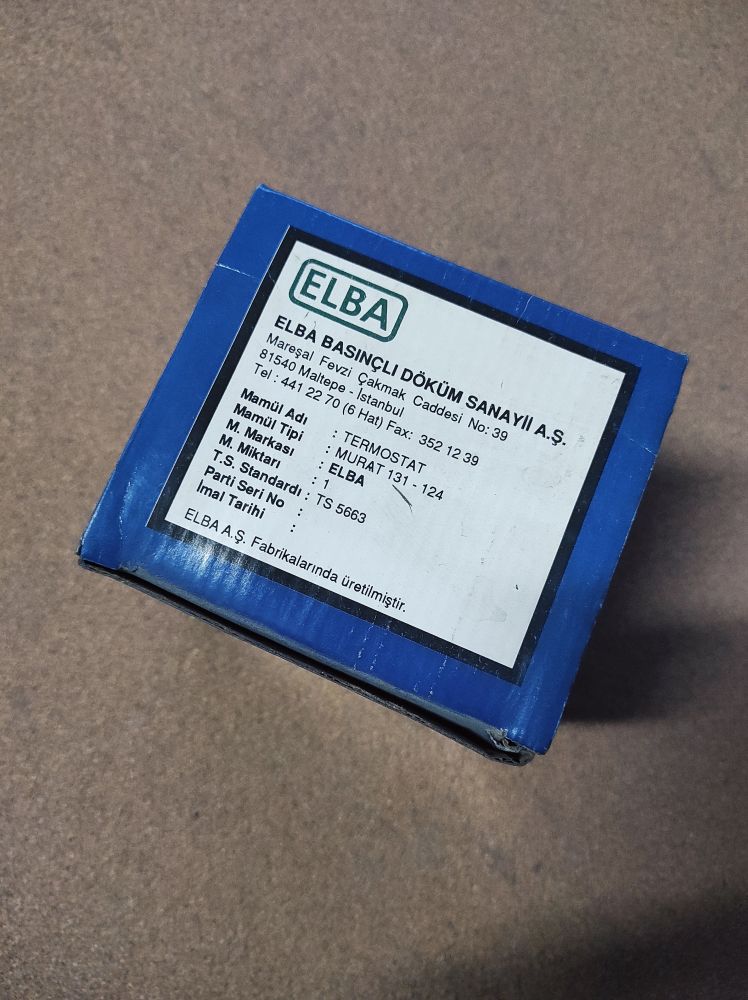 ELBA
ELBA BASINÇLI DÖKÜM SANAYİİ A.Ş.
Mareşal Fevzi Çakmak Caddesi No: 39
81540 Maltepe - İstanbul
Tel : 441 22 70 (6 Hat) Fax: 352 12 39
Mamül Adı : TERMOSTAT
Mamül Tipi : MURAT 131 - 124
M. Markası : ELBA
M. Miktarı : 1
T.S. Standardı : TS 5663
Parti Seri No :
İmal Tarihi :
ELBA A.Ş. Fabrikalarında üretilmiştir.